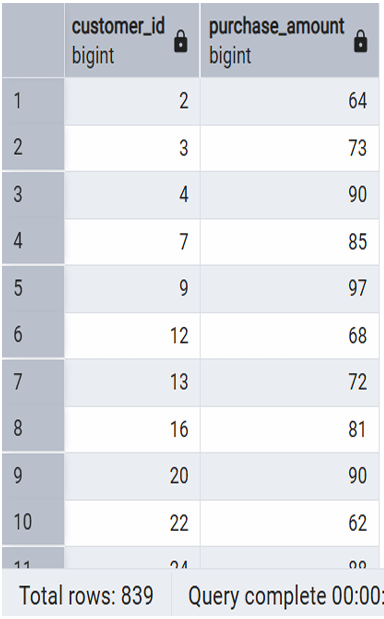 customer_id purchase_amount
bigint bigint
1 2 64
2 3 73
3 4 90
4 7 85
5 9 97
6 12 68
7 13 72
8 16 81
9 20 90
10 22 62
Total rows: 839 Query complete 00:00: